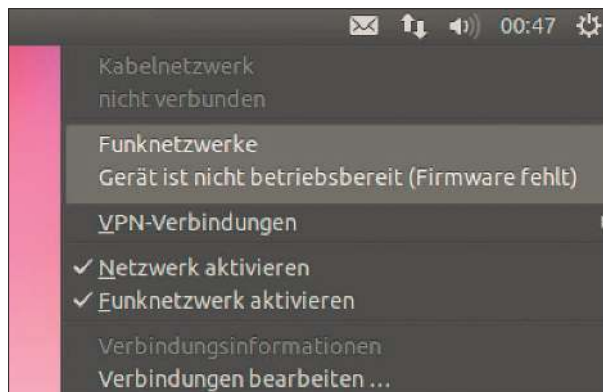 00:47
Kabelnetzwerk
nicht verbunden
Funknetzwerke
Gerät ist nicht betriebsbereit (Firmware fehlt)
VPN-Verbindungen
Netzwerk aktivieren
Funknetzwerk aktivieren
Verbindungsinformationen
Verbindungen bearbeiten ...